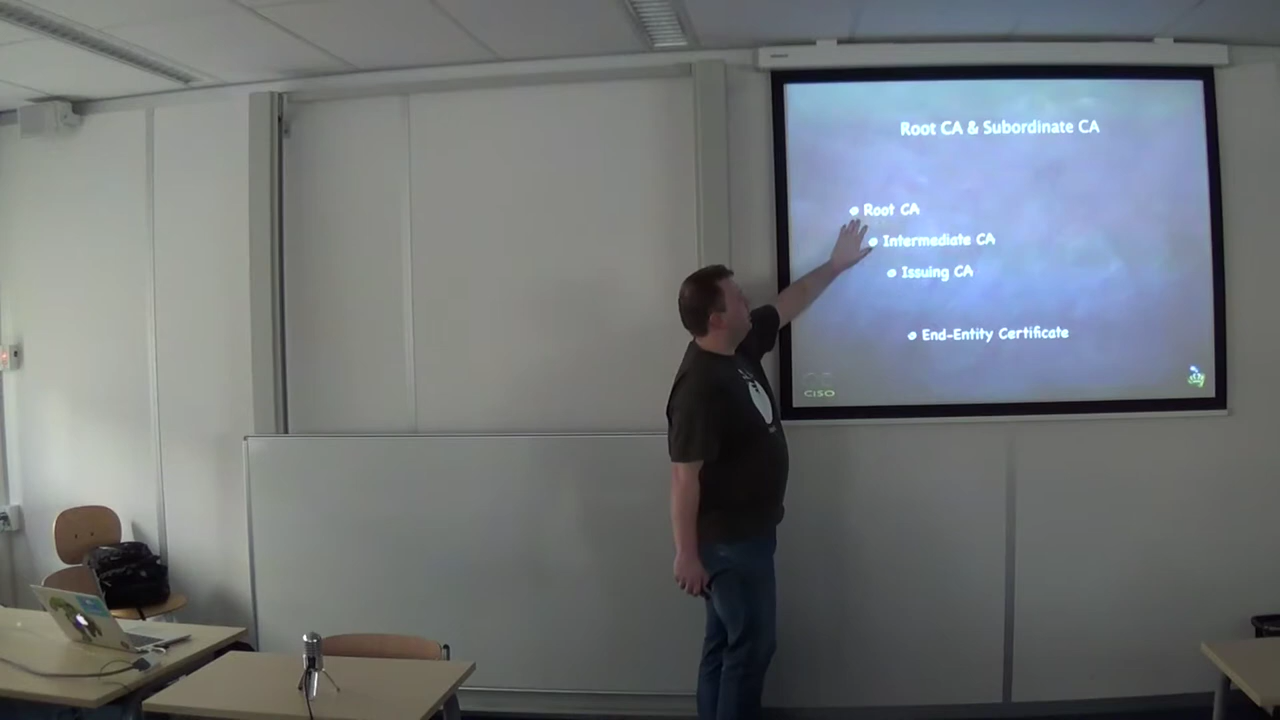 Root CA & Subordinate CA
Root CA
Intermediate CA
Issuing CA
End-Entity Certificate
CISO